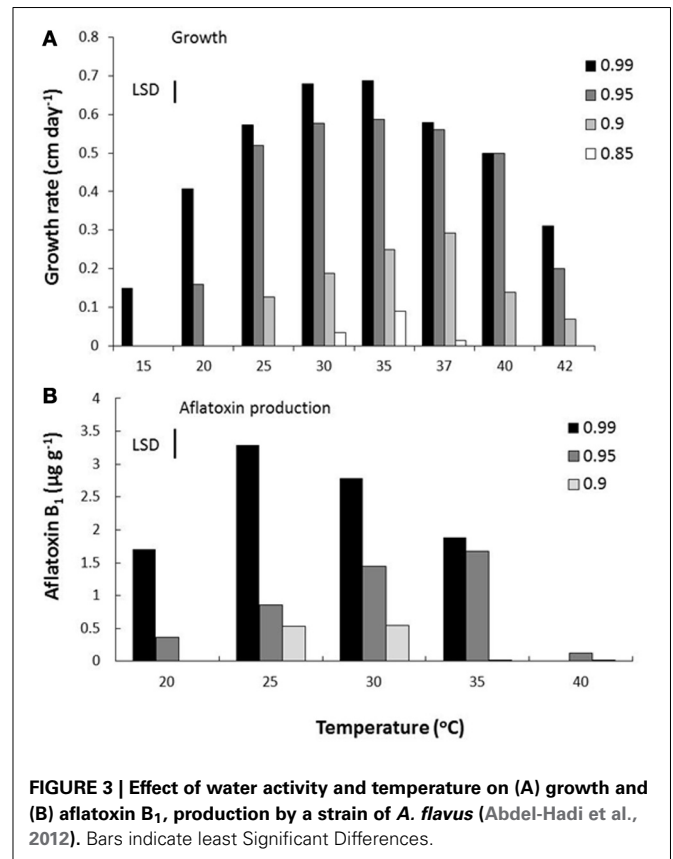 A
Growth
LSD
Growth rate (cm day-1)
0.8
0.7
0.6
0.5
0.4
0.3
0.2
0.1
0
0.99
0.95
0.9
0.85
15 20 25 30 35 37 40 42
B
Aflatoxin production
LSD
Aflatoxin B1 (µg g-1)
4
3.5
3
2.5
2
1.5
1
0.5
0
0.99
0.95
0.9
20 25 30 35 40
Temperature (°C)
FIGURE 3 | Effect of water activity and temperature on (A) growth and
(B) aflatoxin B1, production by a strain of A. flavus (Abdel-Hadi et al.,
2012). Bars indicate least Significant Differences.